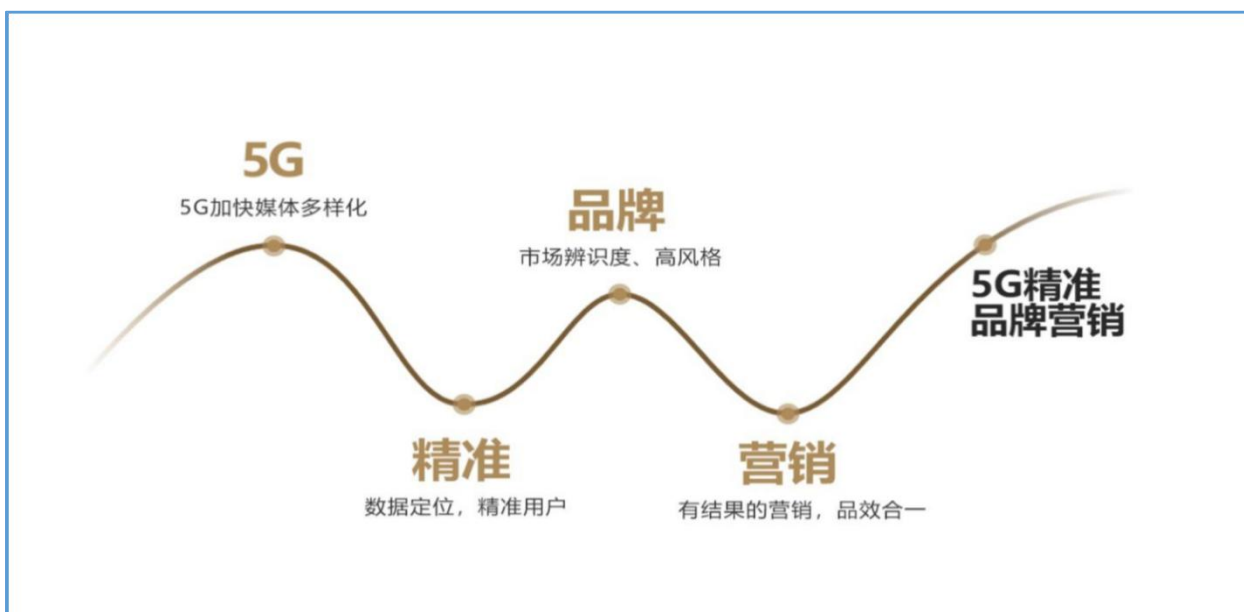 5G
5G加快媒体多样化
精准
数据定位，精准用户
品牌
市场辨识度、高风格
营销
有结果的营销，品效合一
5G精准
品牌营销